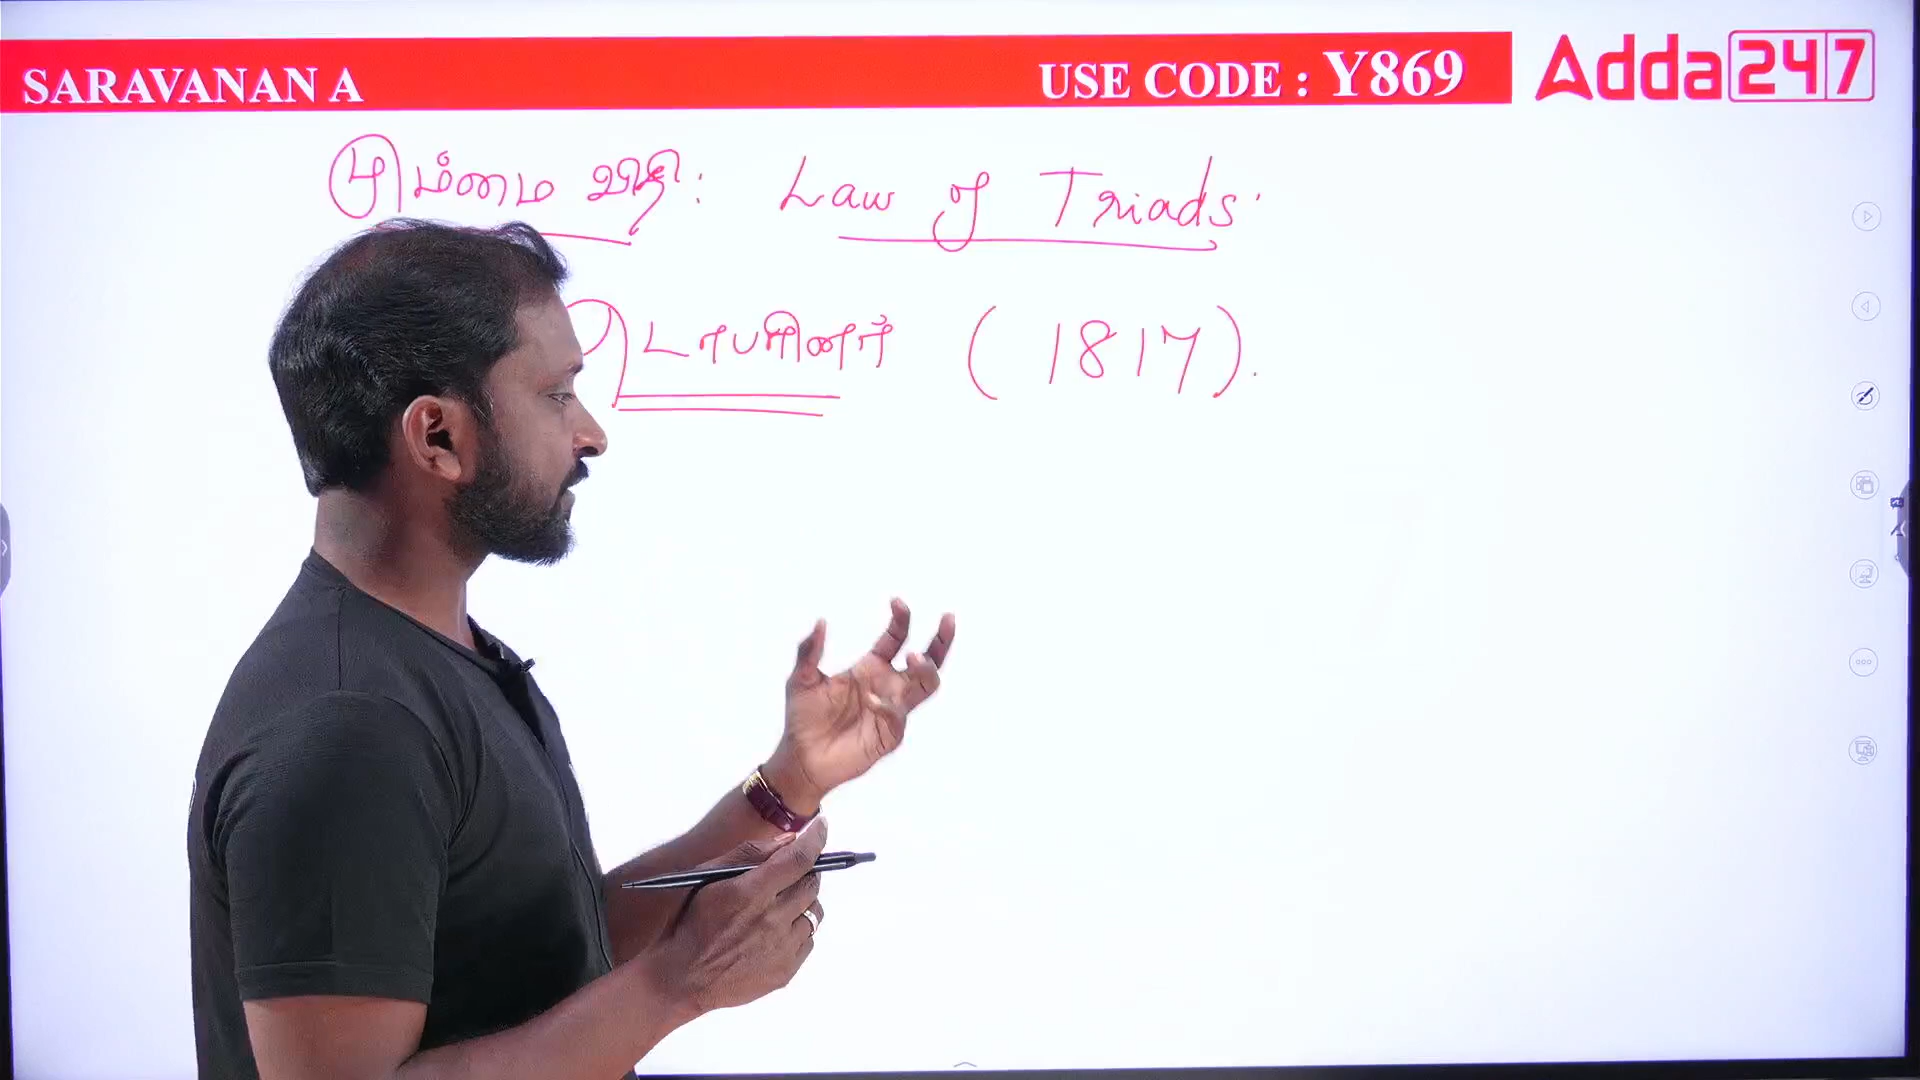 SARAVANAN A
USE CODE : Y869
Adda247
மும்மை விதி : Law of Triads.
டாபரினர் (1817).